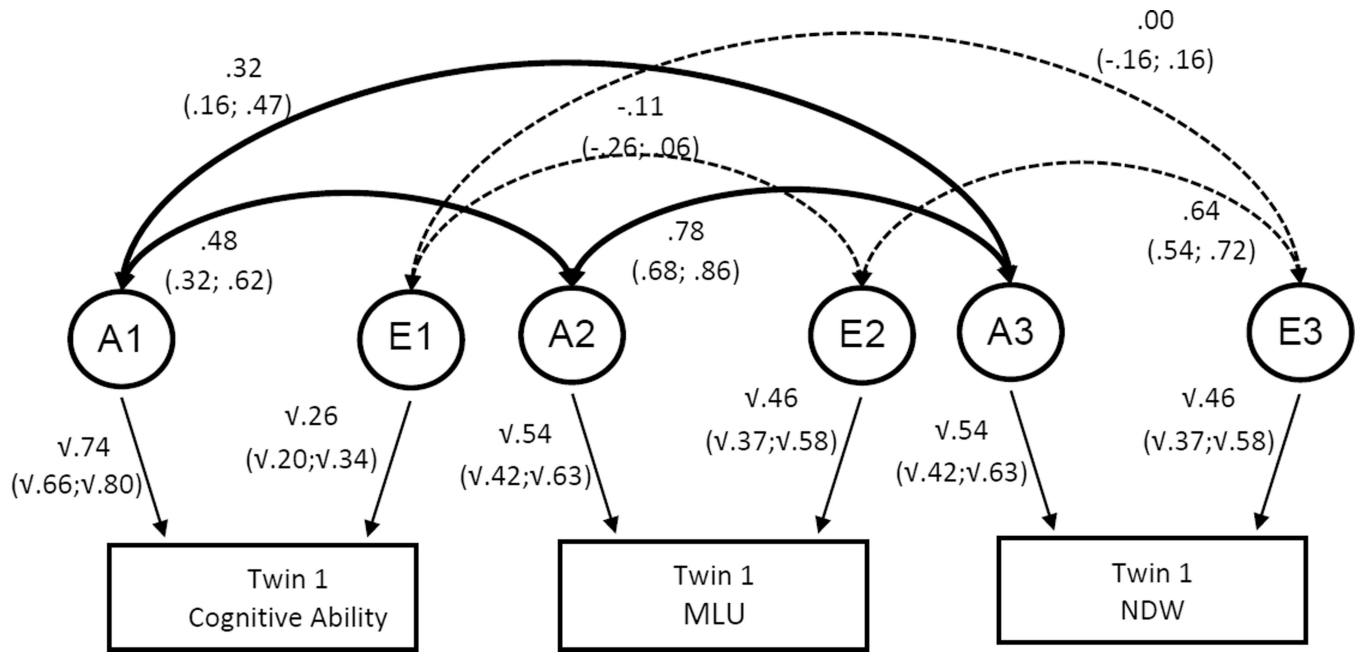 .00
(-.16; .16)
.32
(.16; .47)
-.11
(-.26; .06)
.48
(.32; .62)
.78
(.68; .86)
.64
(.54; .72)
A1
E1
A2
E2
A3
E3
√.74
(√.66;√.80)
√.26
(√.20;√.34)
√.54
(√.42;√.63)
√.46
(√.37;√.58)
√.54
(√.42;√.63)
√.46
(√.37;√.58)
Twin 1
Cognitive Ability
Twin 1
MLU
Twin 1
NDW